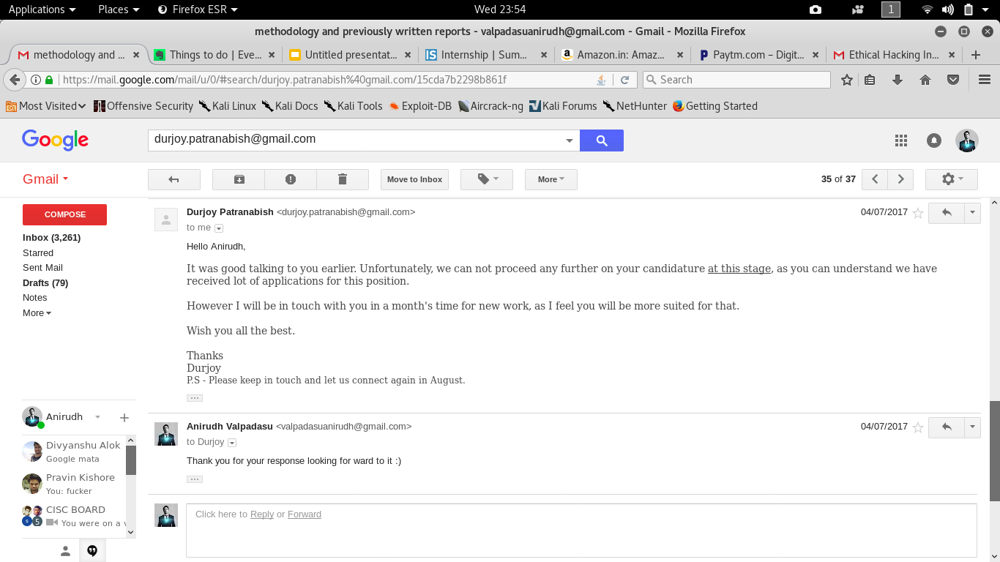 Applications Places Firefox ESR Wed 23:54 1
methodology and previously written reports - valpadasuanirudh@gmail.com - Gmail - Mozilla Firefox
methodology and ... Things to do | Eve... Untitled presentat... Internship | Sum... Amazon.in: Amaz... Paytm.com – Digit... Ethical Hacking In...
https://mail.google.com/mail/u/0/#search/durjoy.patranabish%40gmail.com/15cda7b2298b861f Search
Most Visited Offensive Security Kali Linux Kali Docs Kali Tools Exploit-DB Aircrack-ng Kali Forums NetHunter Getting Started
Google durjoy.patranabish@gmail.com
Gmail Move to Inbox More 35 of 37
COMPOSE
Inbox (3,261)
Starred
Sent Mail
Drafts (79)
Notes
More
Anirudh
Divyanshu Alok
Google mata
Pravin Kishore
You: fucker
CISC BOARD
S 5 You were on a v
Durjoy Patranabish <durjoy.patranabish@gmail.com> 04/07/2017
to me
Hello Anirudh,
It was good talking to you earlier. Unfortunately, we can not proceed any further on your candidature at this stage, as you can understand we have
received lot of applications for this position.
However I will be in touch with you in a month's time for new work, as I feel you will be more suited for that.
Wish you all the best.
Thanks
Durjoy
P.S - Please keep in touch and let us connect again in August.
Anirudh Valpadasu <valpadasuanirudh@gmail.com> 04/07/2017
to Durjoy
Thank you for your response looking for ward to it :)
Click here to Reply or Forward